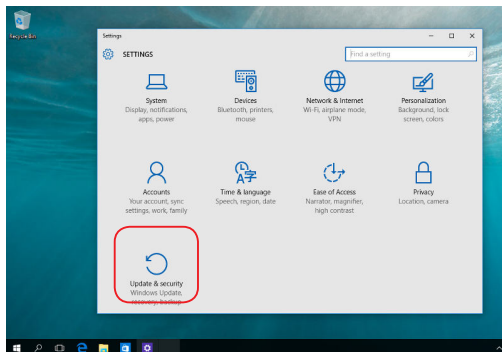 Recycle Bin
Settings
SETTINGS
Find a setting
System
Display, notifications,
apps, power
Devices
Bluetooth, printers,
mouse
Network & Internet
Wi-Fi, airplane mode,
VPN
Personalization
Background, lock
screen, colors
Accounts
Your account, sync
settings, work, family
Time & language
Speech, region, date
Ease of Access
Narrator, magnifier,
high contrast
Privacy
Location, camera
Update & security
Windows Update,
recovery, backup